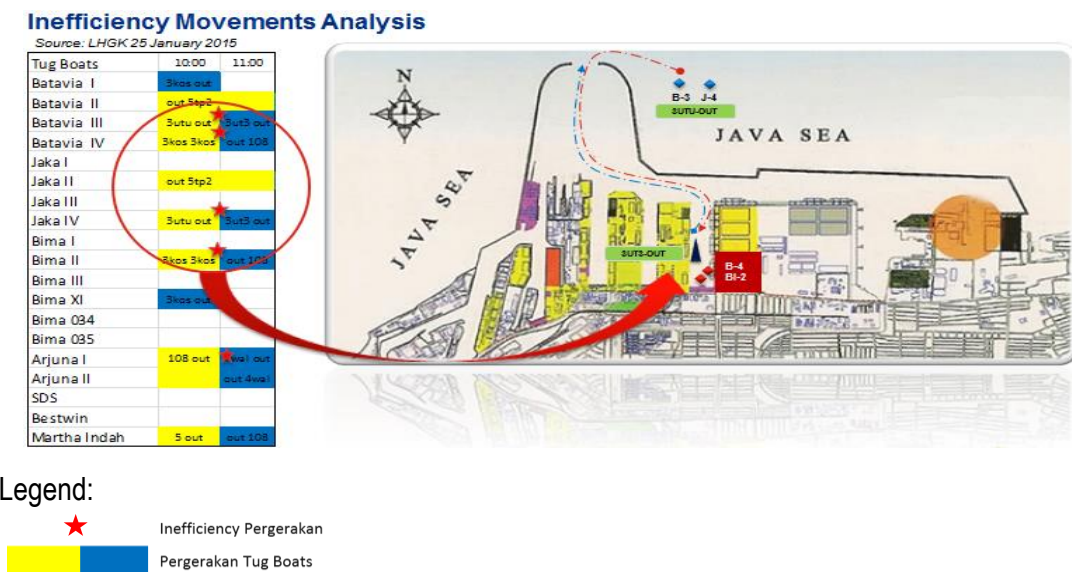 Inefficiency Movements Analysis
Source: LHGK 25 January 2015
Tug Boats 10:00 11:00
Batavia I 3kos out
Batavia II out 5tp2
Batavia III 3utu out 3ut3 out
Batavia IV 3kos 3kos out 108
Jaka I
Jaka II out 5tp2
Jaka III
Jaka IV 3utu out 3ut3 out
Bima I
Bima II 3kos 3kos out 108
Bima III
Bima XI 3kos out
Bima 034
Bima 035
Arjuna I 108 out 4wa1 out
Arjuna II out 4wa1
SDS
Bestwin
Martha Indah 5 out out 108
N
B-3 J-4
3UTU-OUT
JAVA SEA
JAVA SEA
3UT3-OUT
B-4
BI-2
Legend:
Inefficiency Pergerakan
Pergerakan Tug Boats